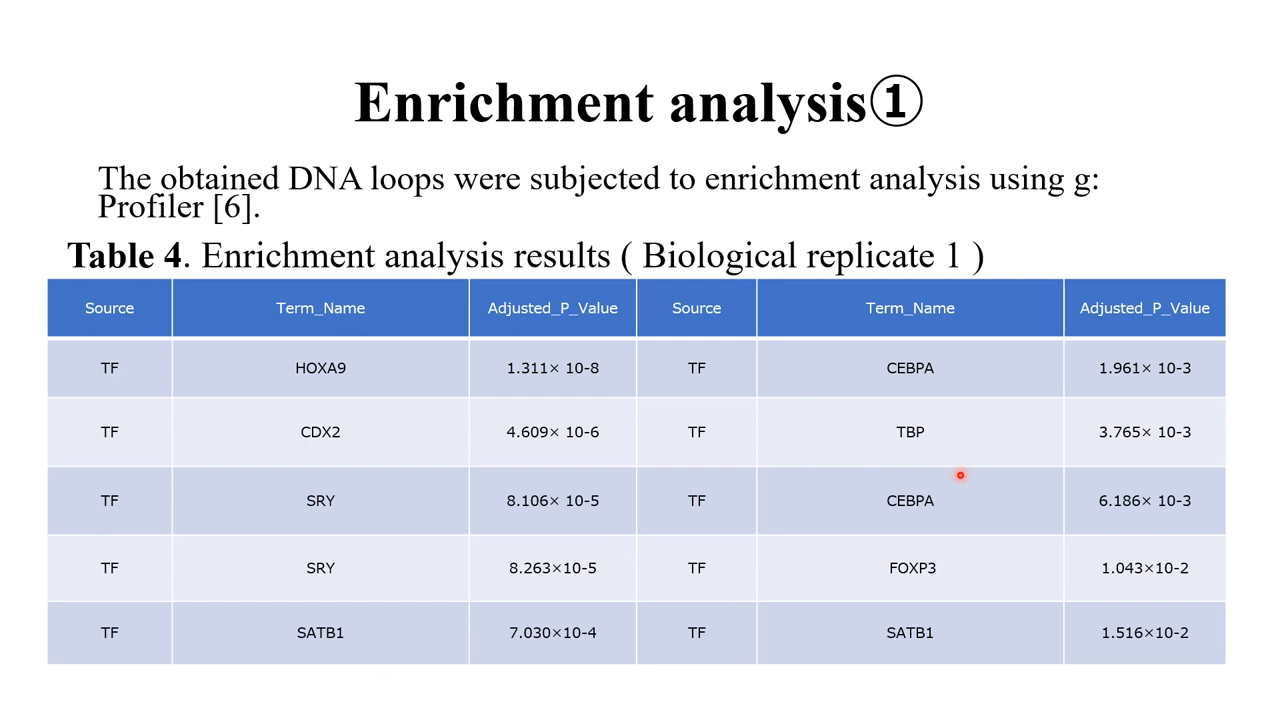 Enrichment analysis①
The obtained DNA loops were subjected to enrichment analysis using g:
Profiler [6].
Table 4. Enrichment analysis results ( Biological replicate 1 )
Source Term_Name Adjusted_P_Value Source Term_Name Adjusted_P_Value
TF HOXA9 1.311× 10-8 TF CEBPA 1.961× 10-3
TF CDX2 4.609× 10-6 TF TBP 3.765× 10-3
TF SRY 8.106× 10-5 TF CEBPA 6.186× 10-3
TF SRY 8.263×10-5 TF FOXP3 1.043×10-2
TF SATB1 7.030×10-4 TF SATB1 1.516×10-2